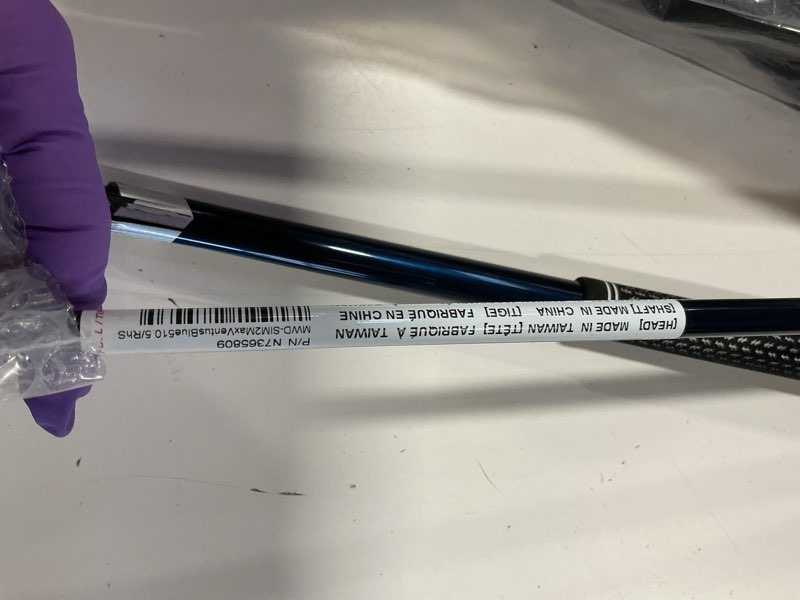 [HEAD] MADE IN TAIWAN [TÊTE] FABRIQUÉ À TAIWAN
[SHAFT] MADE IN CHINA [TIGE] FABRIQUÉ EN CHINE
P/N N7365809
MWD-SIM2MaxVentusBlue510.5/RhS